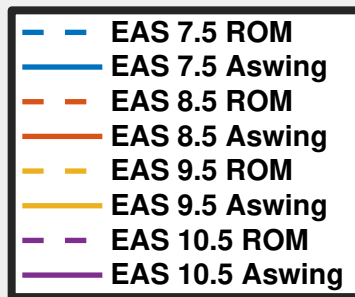 EAS 7.5 ROM
EAS 7.5 Aswing
EAS 8.5 ROM
EAS 8.5 Aswing
EAS 9.5 ROM
EAS 9.5 Aswing
EAS 10.5 ROM
EAS 10.5 Aswing